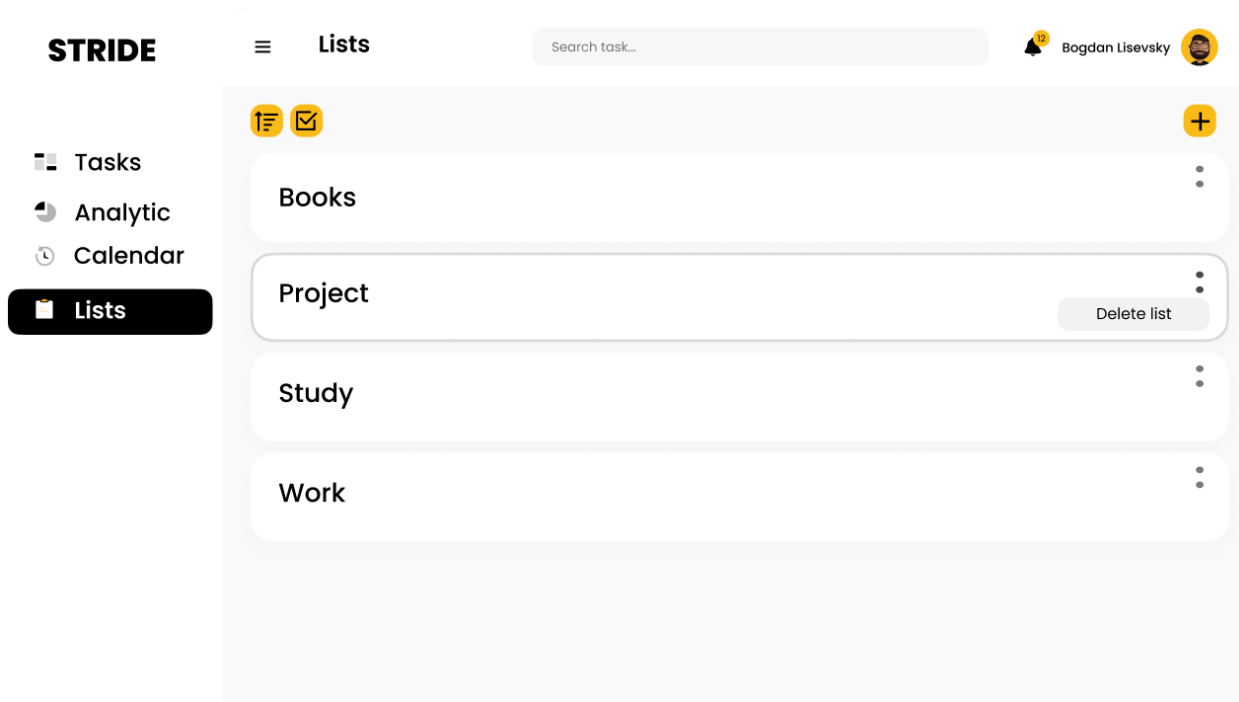 STRIDE
Lists
Search task...
12
Bogdan Lisevsky
Tasks
Analytic
Calendar
Lists
Books
Project
Delete list
Study
Work